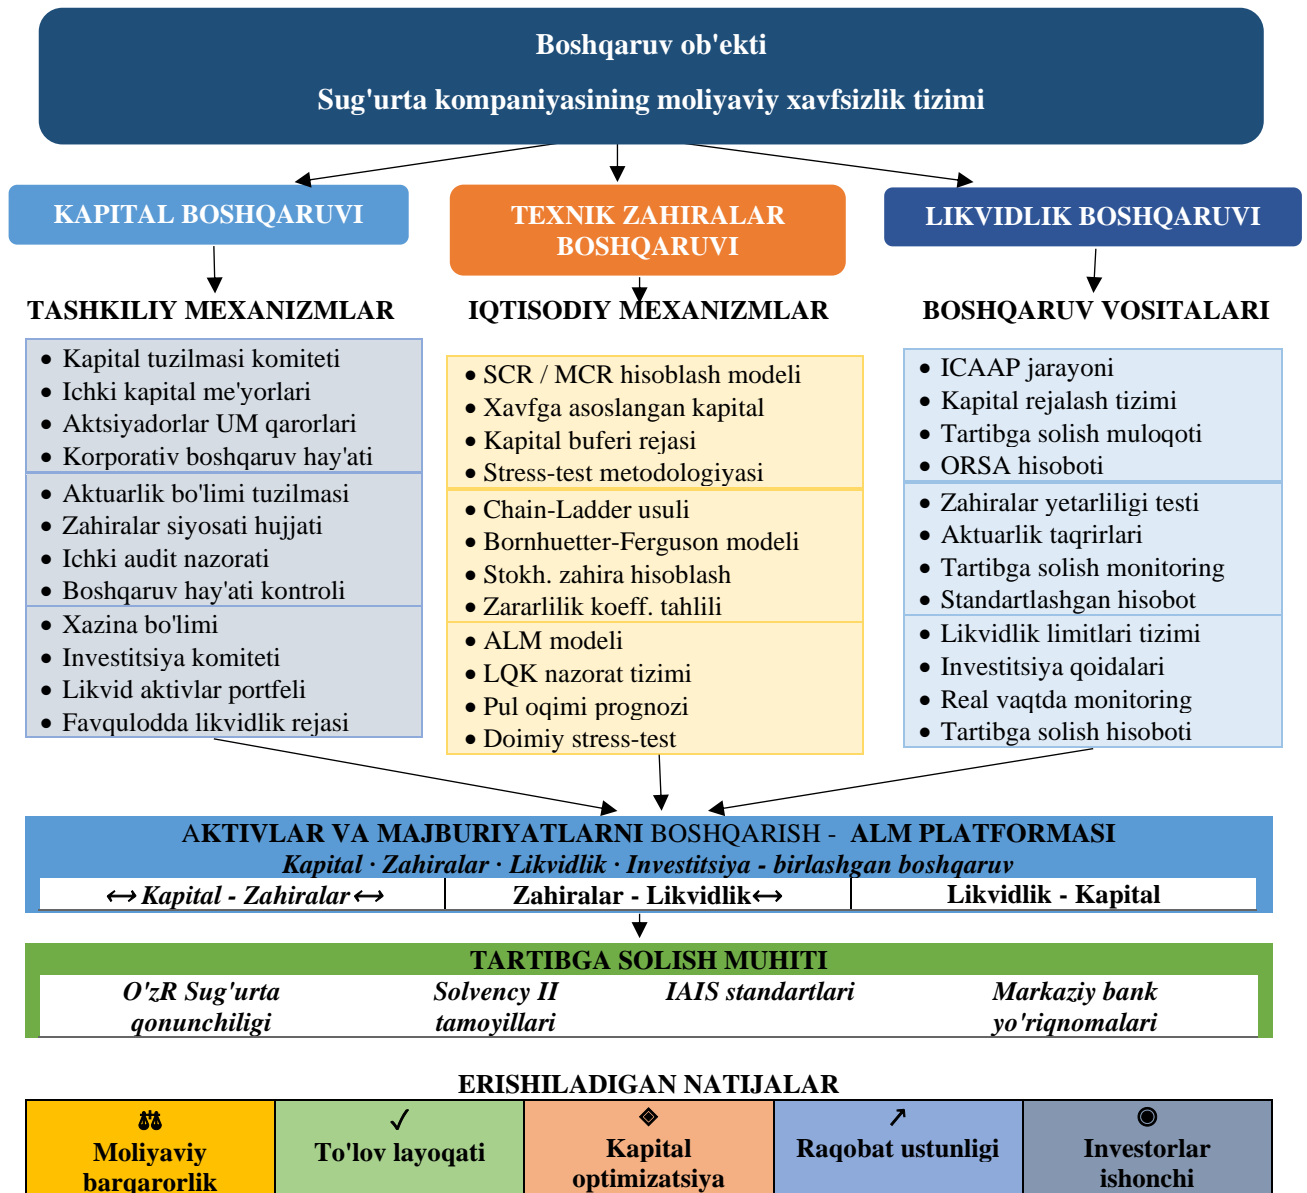 Boshqaruv ob'ekti
Sug'urta kompaniyasining moliyaviy xavfsizlik tizimi
KAPITAL BOSHQARUVI
TEXNIK ZAHIRALAR
BOSHQARUVI
LIKVIDLIK BOSHQARUVI
TASHKILIY MEXANIZMLAR
• Kapital tuzilmasi komiteti
• Ichki kapital me'yorlari
• Aktsiyadorlar UM qarorlari
• Korporativ boshqaruv hay'ati
• Aktuarlik bo'limi tuzilmasi
• Zahiralar siyosati hujjati
• Ichki audit nazorati
• Boshqaruv hay'ati kontroli
• Xazina bo'limi
• Investitsiya komiteti
• Likvid aktivlar portfeli
• Favqulodda likvidlik rejasi
IQTISODIY MEXANIZMLAR
• SCR / MCR hisoblash modeli
• Xavfga asoslangan kapital
• Kapital buferi rejasi
• Stress-test metodologiyasi
• Chain-Ladder usuli
• Bornhuetter-Ferguson modeli
• Stokh. zahira hisoblash
• Zararlilik koeff. tahlili
• ALM modeli
• LQK nazorat tizimi
• Pul oqimi prognozi
• Doimiy stress-test
BOSHQARUV VOSITALARI
• ICAAP jarayoni
• Kapital rejalash tizimi
• Tartibga solish muloqoti
• ORSA hisoboti
• Zahiralar yetarliligi testi
• Aktuarlik taqrirlari
• Tartibga solish monitoring
• Standartlashgan hisobot
• Likvidlik limitlari tizimi
• Investitsiya qoidalari
• Real vaqtda monitoring
• Tartibga solish hisoboti
AKTIVLAR VA MAJBURIYATLARNI BOSHQARISH - ALM PLATFORMASI
Kapital · Zahiralar · Likvidlik · Investitsiya - birlashgan boshqaruv
↔ Kapital - Zahiralar ↔
Zahiralar - Likvidlik↔
Likvidlik - Kapital
TARTIBGA SOLISH MUHITI
O'zR Sug'urta
qonunchiligi
Solvency II
tamoyillari
IAIS standartlari
Markaziy bank
yo'riqnomalari
ERISHILADIGAN NATIJALAR
Moliyaviy
barqarorlik
To'lov layoqati
Kapital
optimizatsiya
Raqobat ustunligi
Investorlar
ishonchi